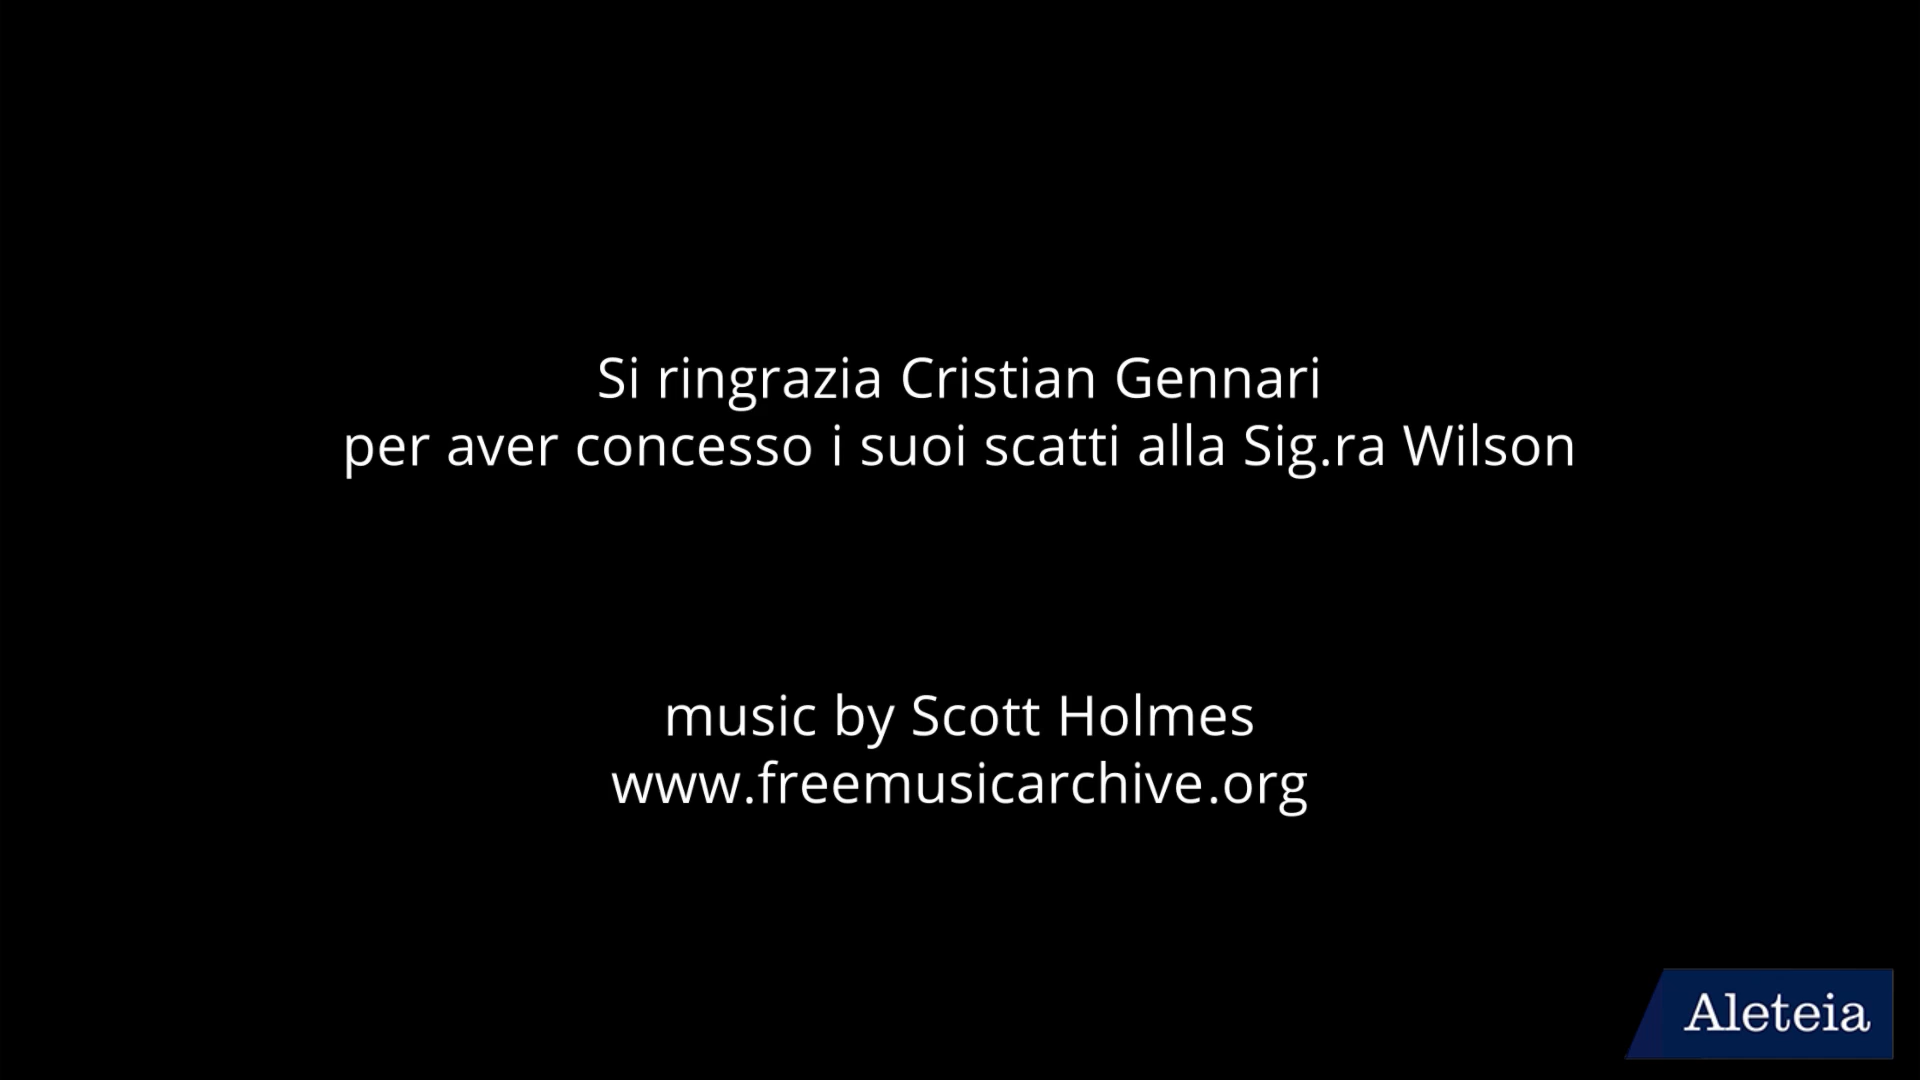 Si ringrazia Cristian Gennari
per aver concesso i suoi scatti alla Sig.ra Wilson
music by Scott Holmes
www.freemusicarchive.org
Aleteia